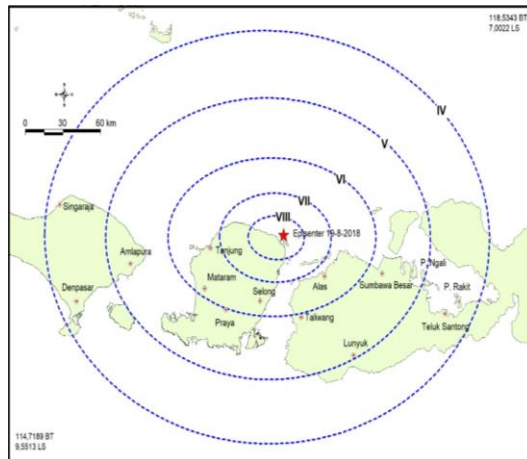 118,5343 BT
7,0022 LS
IV
0 30 60 km
V
VI
VII
VIII
Singaraja
Episenter 19-8-2018
Tanjung
Amlapura
P. Ngali
Mataram
Alas
Sumbawa Besar
P. Rakit
Denpasar
Selong
Praya
Taliwang
Teluk Santong
Lunyuk
114,7189 BT
9,5513 LS